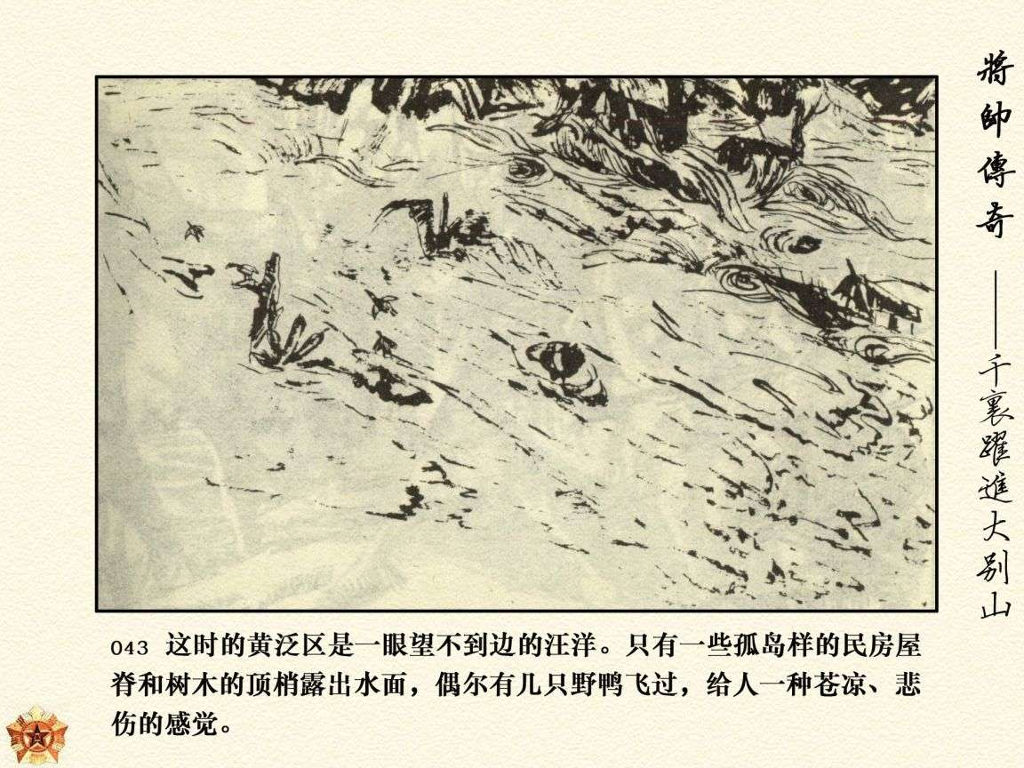 將帥傳奇——千裏躍進大别山
043 这时的黄泛区是一眼望不到边的汪洋。只有一些孤岛样的民房屋
脊和树木的顶梢露出水面，偶尔有几只野鸭飞过，给人一种苍凉、悲
伤的感觉。